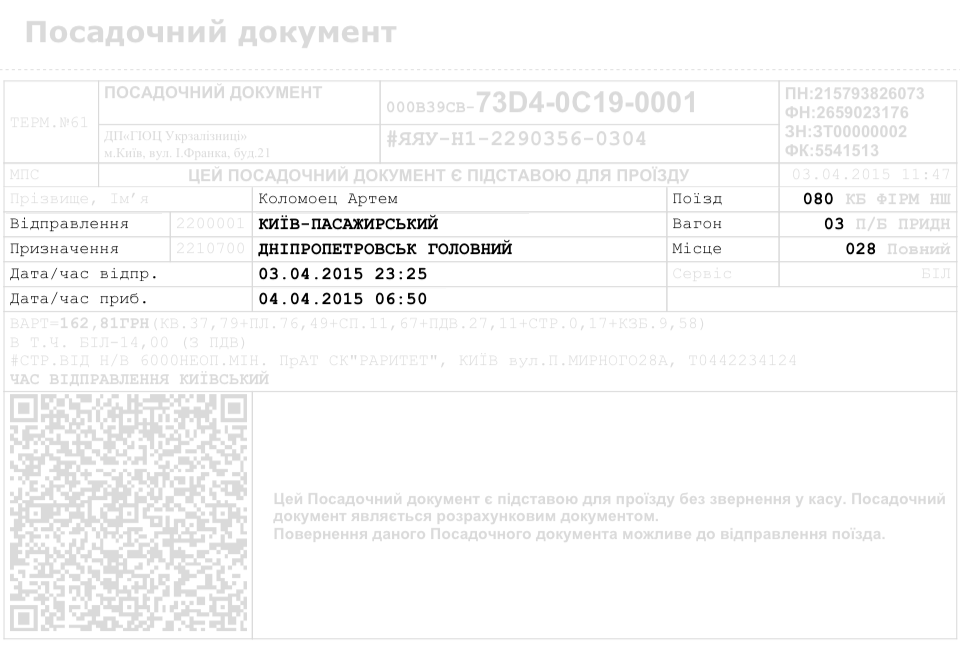 Посадочний документ
ТЕРМ.№61
ПОСАДОЧНИЙ ДОКУМЕНТ
ДП«ГІОЦ Укрзалізниці»
м.Київ, вул. І.Франка, буд.21
000B39CB-73D4-0C19-0001
#ЯЯУ-Н1-2290356-0304
ПН:215793826073
ФН:2659023176
ЗН:ЗТ00000002
ФК:5541513
МПС ЦЕЙ ПОСАДОЧНИЙ ДОКУМЕНТ Є ПІДСТАВОЮ ДЛЯ ПРОЇЗДУ 03.04.2015 11:47
Прізвище, Ім’я Коломоец Артем Поїзд 080 КБ ФІРМ НШ
Відправлення 2200001 КИЇВ-ПАСАЖИРСЬКИЙ Вагон 03 П/Б ПРИДН
Призначення 2210700 ДНІПРОПЕТРОВСЬК ГОЛОВНИЙ Місце 028 Повний
Дата/час відпр. 03.04.2015 23:25 Сервіс БІЛ
Дата/час приб. 04.04.2015 06:50
ВАРТ=162,81ГРН(КВ.37,79+ПЛ.76,49+СП.11,67+ПДВ.27,11+СТР.0,17+КЗБ.9,58)
В Т.Ч. БІЛ-14,00 (З ПДВ)
#СТР.ВІД Н/В 6000НЕОП.МІН. ПрАТ СК"РАРИТЕТ", КИЇВ вул.П.МИРНОГО28А, Т0442234124
ЧАС ВІДПРАВЛЕННЯ КИЇВСЬКИЙ
Цей Посадочний документ є підставою для проїзду без звернення у касу. Посадочний
документ являється розрахунковим документом.
Повернення даного Посадочного документа можливе до відправлення поїзда.